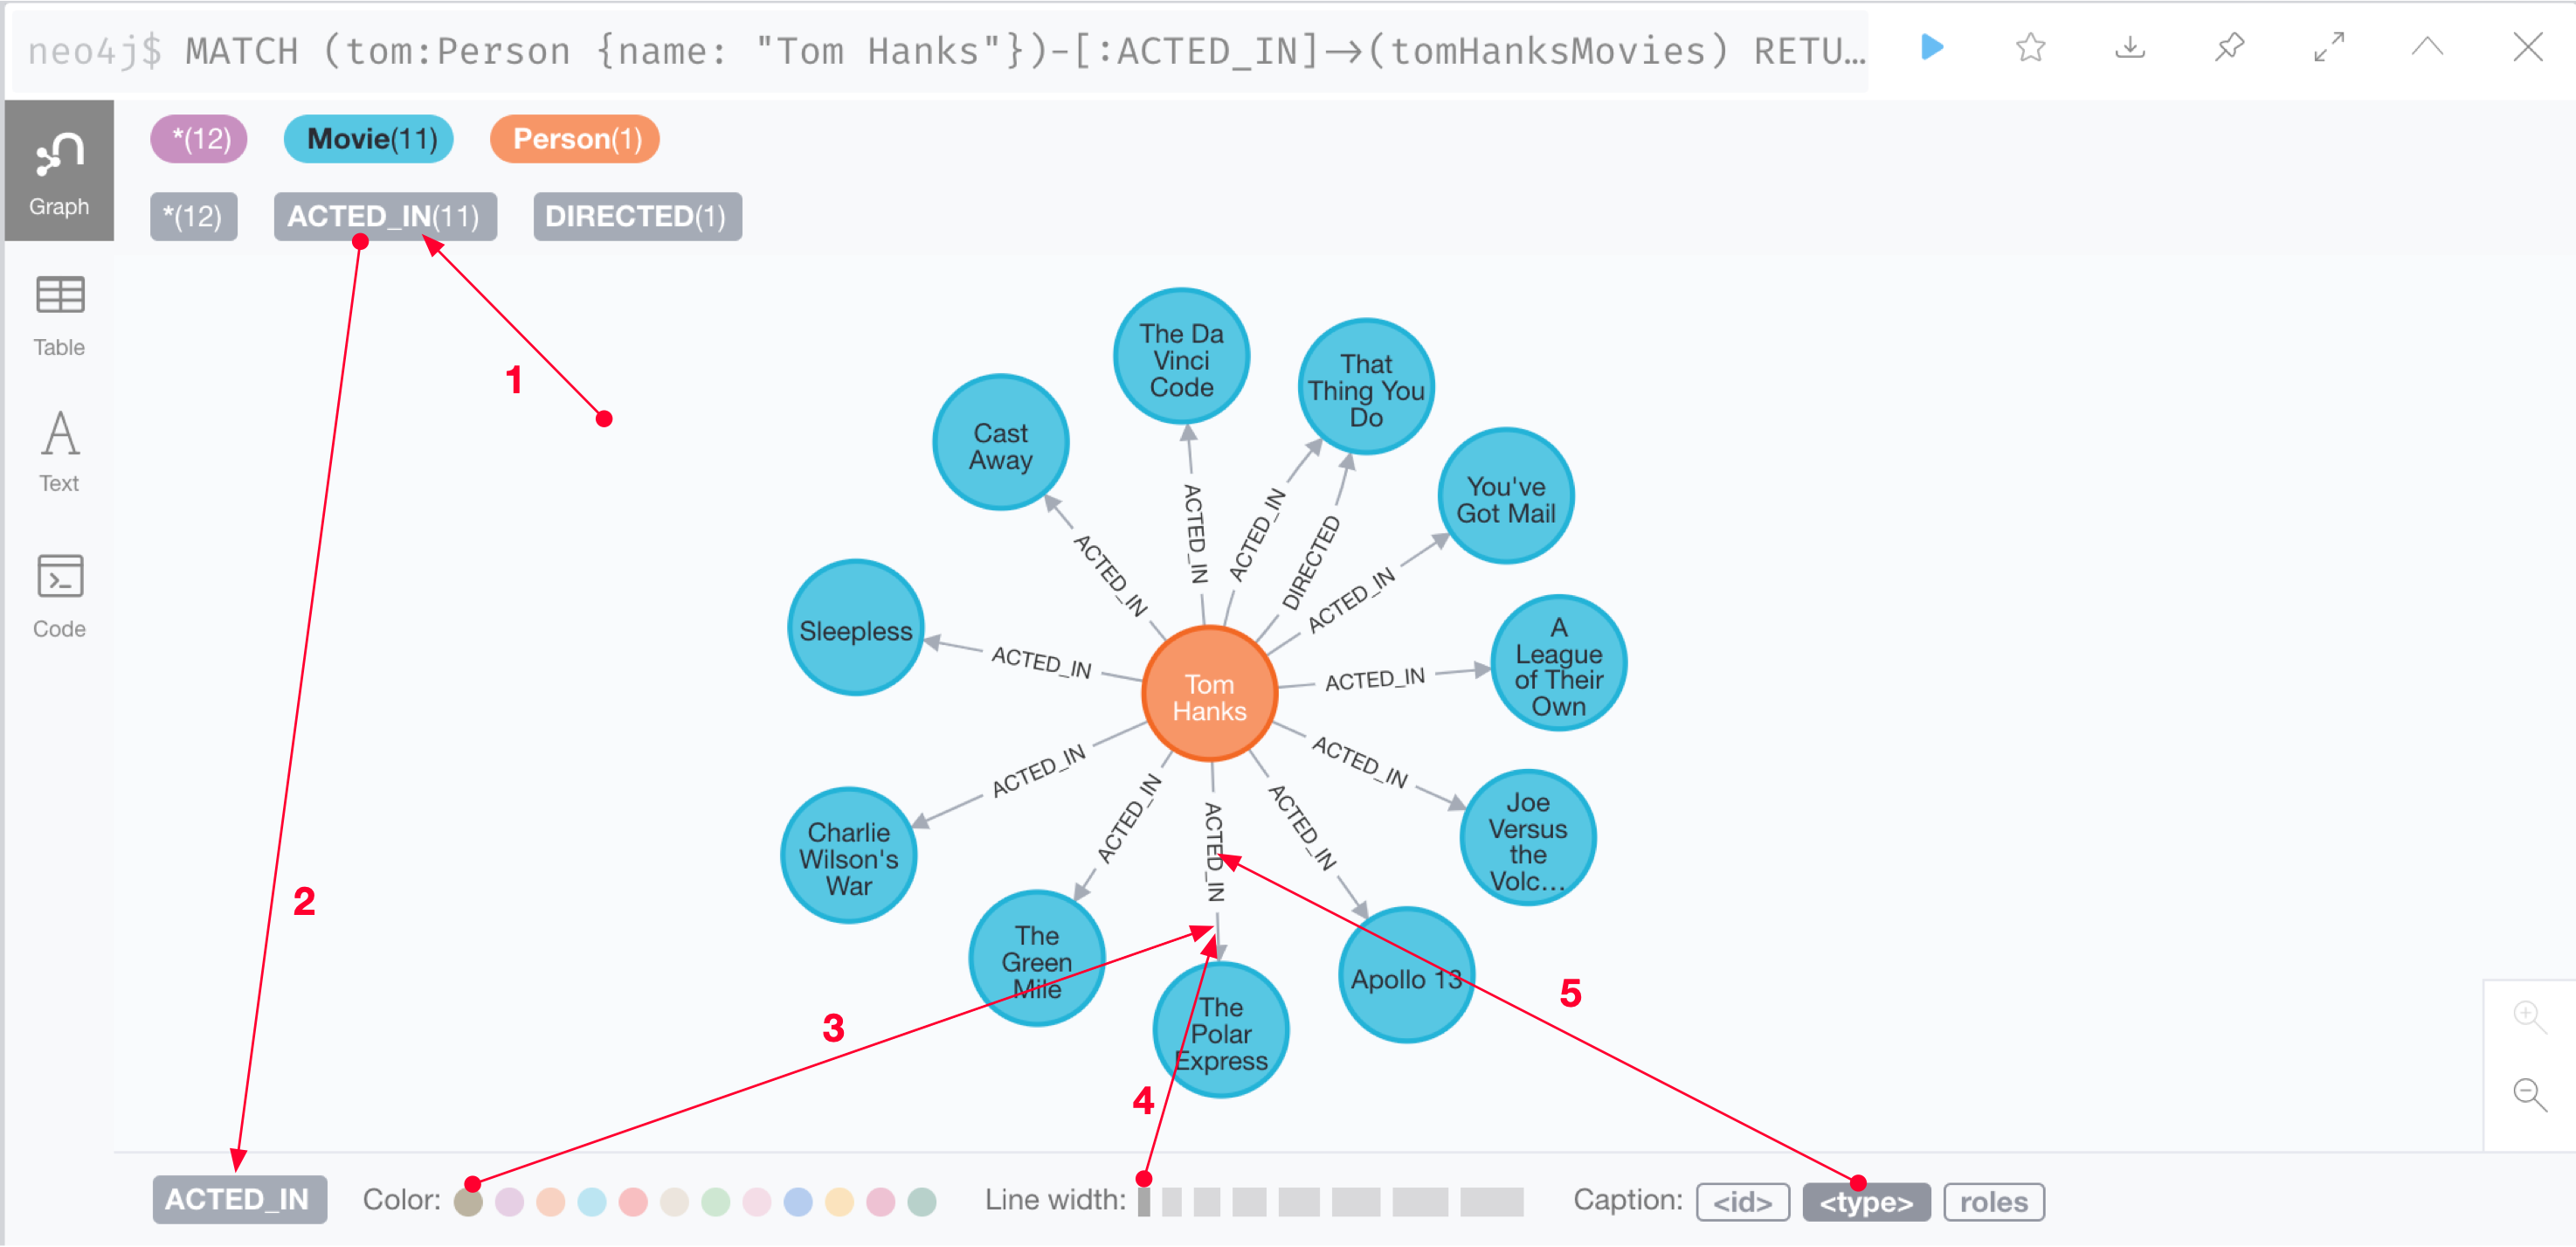 neo4j$ MATCH (tom:Person {name: "Tom Hanks"})-[:ACTED_IN]→(tomHanksMovies) RETU…
*(12) Movie(11) Person(1)
*(12) ACTED_IN(11) DIRECTED(1)
Graph
Table
Text
Code
1
2
3
4
5
The Da
Vinci
Code
That
Thing You
Do
Cast
Away
You've
Got Mail
Sleepless
A
League
of Their
Own
Tom
Hanks
Charlie
Wilson's
War
Joe
Versus
the
Volc…
The
Green
Mile
The
Polar
Express
Apollo 13
ACTED_IN
ACTED_IN
ACTED_IN
DIRECTED
ACTED_IN
ACTED_IN
ACTED_IN
ACTED_IN
ACTED_IN
ACTED_IN
ACTED_IN
ACTED_IN
ACTED_IN Color: Line width: Caption: <id> <type> roles